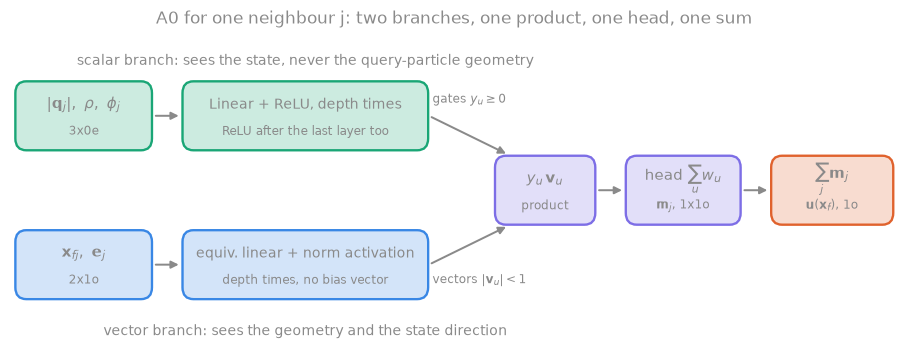 A0 for one neighbour j: two branches, one product, one head, one sum
scalar branch: sees the state, never the query-particle geometry
|q_j|, ρ, ϕ_j
3x0e
Linear + ReLU, depth times
ReLU after the last layer too
gates y_u ≥ 0
y_u v_u
product
head ∑_u w_u
m_j, 1x1o
∑_j m_j
u(x_f), 1o
x_fj, e_j
2x1o
equiv. linear + norm activation
depth times, no bias vector
vectors |v_u| < 1
vector branch: sees the geometry and the state direction